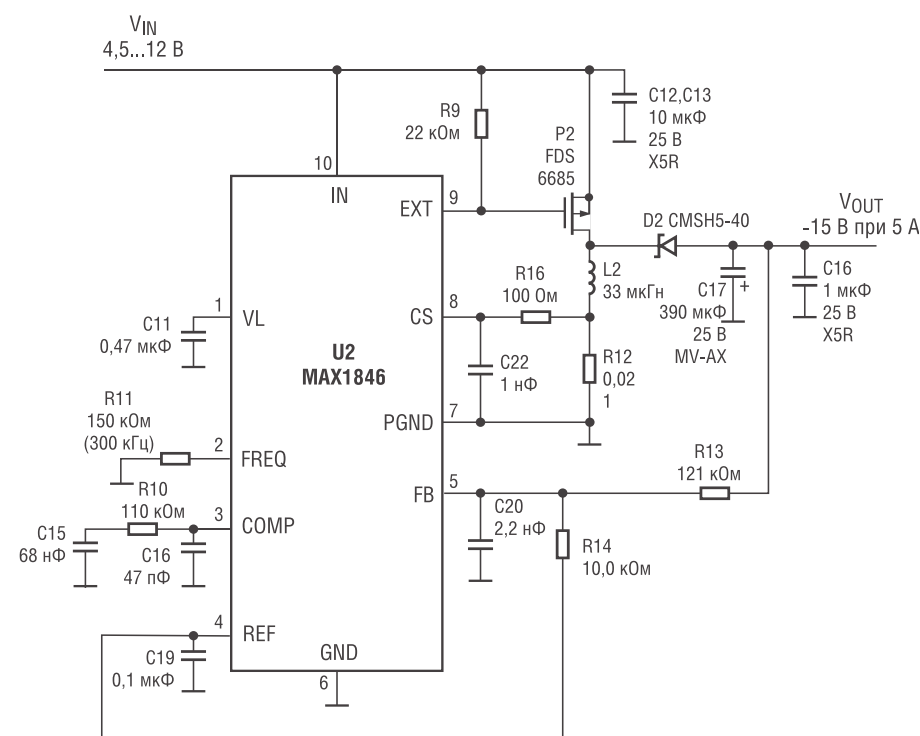 VIN
4,5...12 В
R9
22 кОм
C12,C13
10 мкФ
25 В
X5R
P2
FDS
6685
10
IN
EXT
9
D2 CMSH5-40
VOUT
-15 В при 5 А
L2
33 мкГн
C17
390 мкФ
25 В
MV-AX
+
C16
1 мкФ
25 В
X5R
R16
100 Ом
8
CS
1
VL
C11
0,47 мкФ
U2
MAX1846
C22
1 нФ
R12
0,02
1
R11
150 кОм
(300 кГц)
7
PGND
2
FREQ
R13
121 кОм
5
FB
R10
110 кОм
3
COMP
C20
2,2 нФ
C15
68 нФ
C16
47 пФ
R14
10,0 кОм
4
REF
C19
0,1 мкФ
GND
6